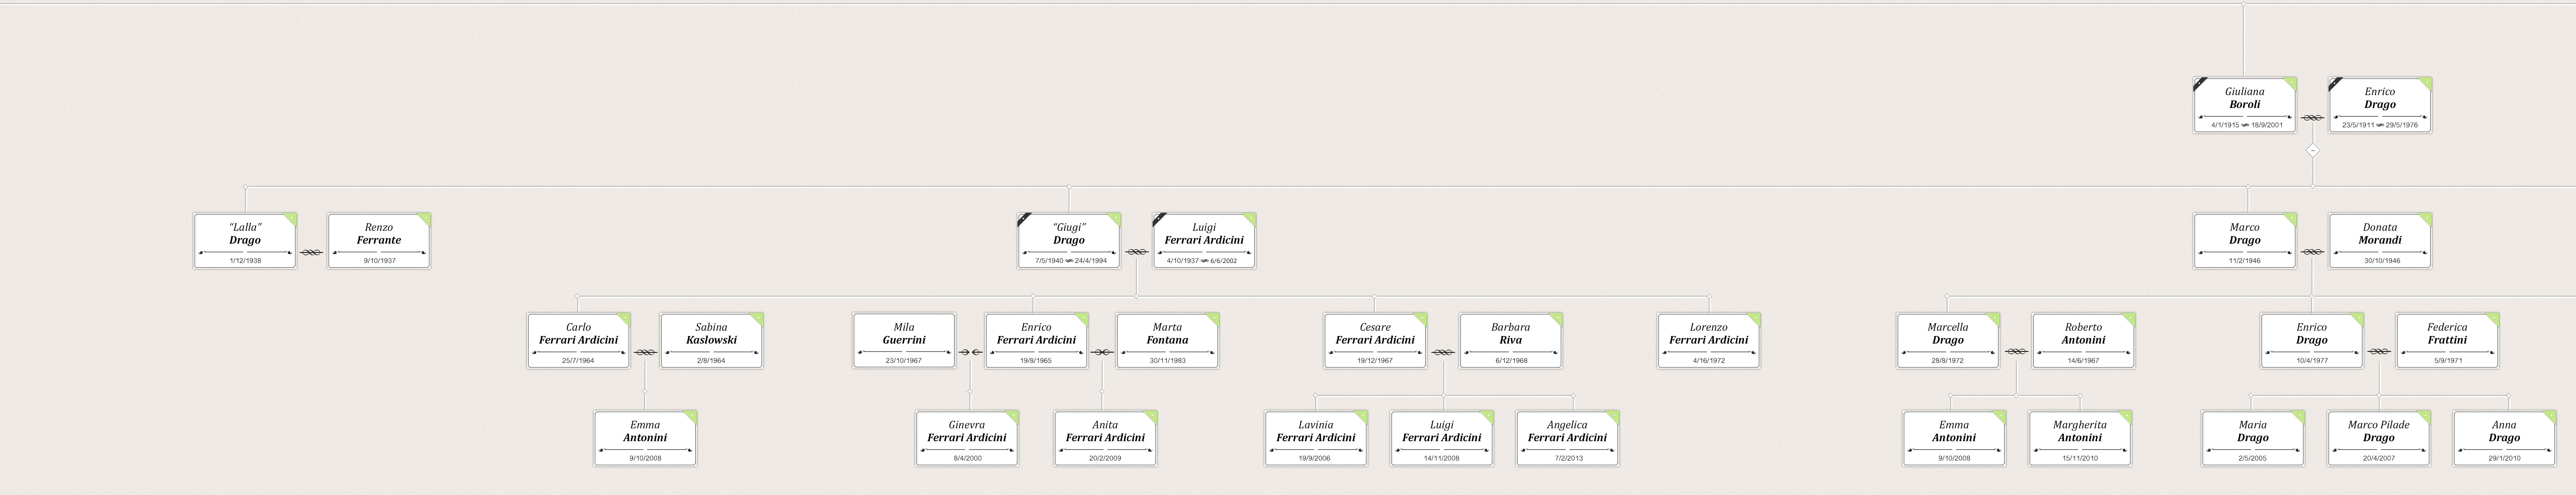 Giuliana
Boroli
4/1/1915 18/9/2001
Enrico
Drago
23/5/1911 29/5/1976
"Lalla"
Drago
1/12/1938
Renzo
Ferrante
9/10/1937
"Giugi"
Drago
7/5/1940 24/4/1994
Luigi
Ferrari Ardicini
4/10/1937 6/6/2002
Marco
Drago
11/2/1946
Donata
Morandi
30/10/1946
Carlo
Ferrari Ardicini
25/7/1964
Sabina
Kaslowski
2/8/1964
Mila
Guerrini
23/10/1967
Enrico
Ferrari Ardicini
19/8/1965
Marta
Fontana
30/11/1983
Cesare
Ferrari Ardicini
19/12/1967
Barbara
Riva
6/12/1968
Lorenzo
Ferrari Ardicini
4/16/1972
Marcella
Drago
28/8/1972
Roberto
Antonini
14/6/1967
Enrico
Drago
10/4/1977
Federica
Frattini
5/9/1971
Emma
Antonini
9/10/2008
Ginevra
Ferrari Ardicini
8/4/2000
Anita
Ferrari Ardicini
20/2/2009
Lavinia
Ferrari Ardicini
19/9/2006
Luigi
Ferrari Ardicini
14/11/2008
Angelica
Ferrari Ardicini
7/2/2013
Emma
Antonini
9/10/2008
Margherita
Antonini
15/11/2010
Maria
Drago
2/5/2005
Marco Pilade
Drago
20/4/2007
Anna
Drago
29/1/2010